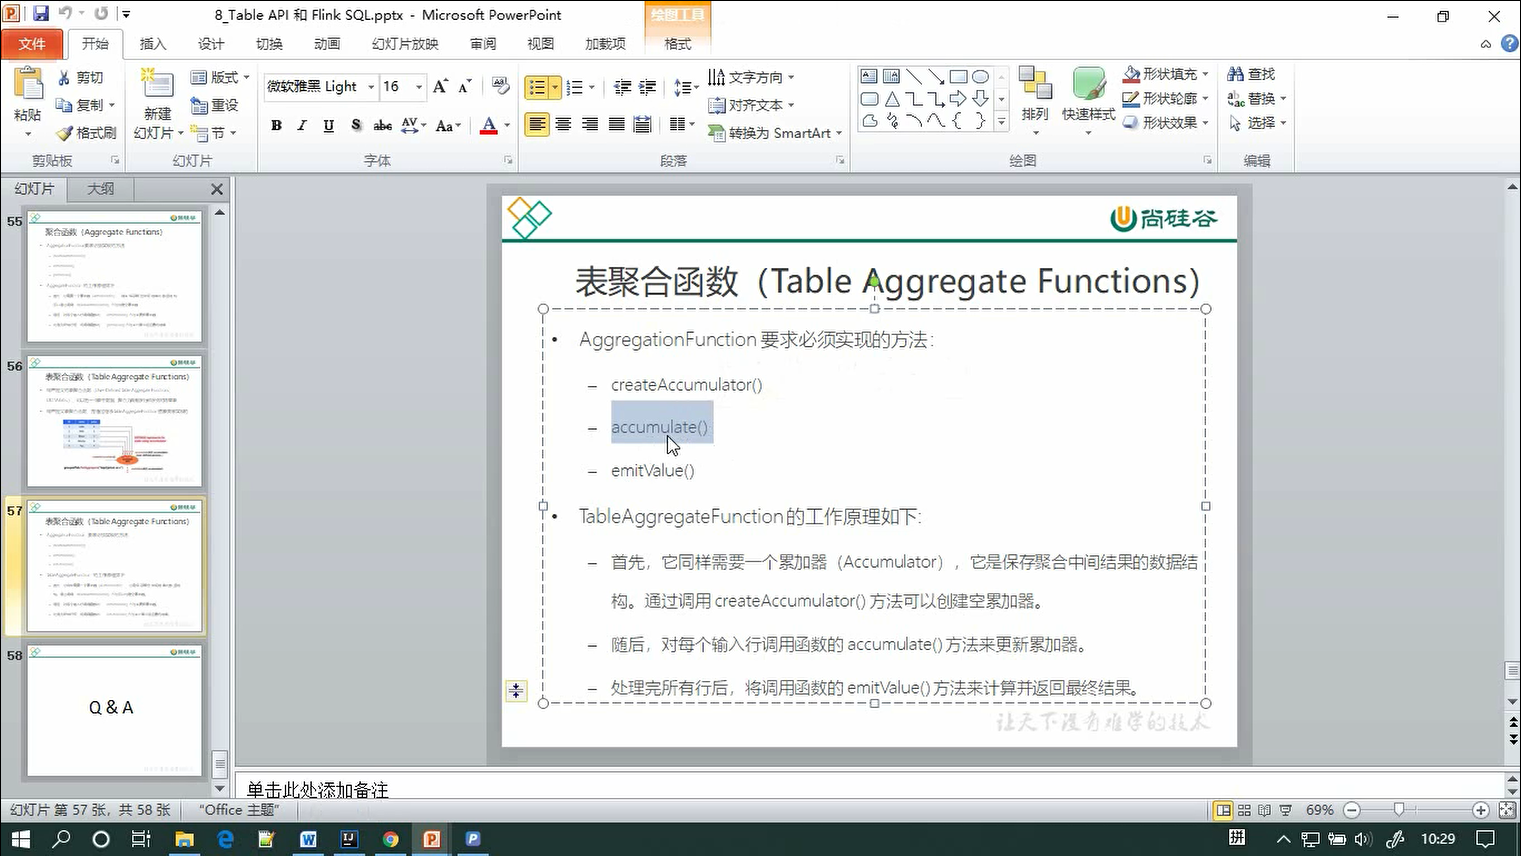 8_Table API 和 Flink SQL.pptx - Microsoft PowerPoint
绘图工具
文件 开始 插入 设计 切换 动画 幻灯片放映 审阅 视图 加载项 格式
粘贴 剪切 复制 格式刷
新建 幻灯片 版式 重设 节
微软雅黑 Light 16
B I U S abc AV Aa A
文字方向 对齐文本 转换为 SmartArt
排列 快速样式 形状填充 形状轮廓 形状效果
查找 替换 选择
剪贴板 幻灯片 字体 段落 绘图 编辑
幻灯片 大纲
55
聚合函数（Aggregate Functions）
56
表聚合函数（Table Aggregate Functions）
57
表聚合函数（Table Aggregate Functions）
58
Q & A
尚硅谷
表聚合函数（Table Aggregate Functions）
• AggregationFunction 要求必须实现的方法：
– createAccumulator()
– accumulate()
– emitValue()
• TableAggregateFunction 的工作原理如下:
– 首先，它同样需要一个累加器（Accumulator），它是保存聚合中间结果的数据结
构。通过调用 createAccumulator() 方法可以创建空累加器。
– 随后，对每个输入行调用函数的 accumulate() 方法来更新累加器。
– 处理完所有行后，将调用函数的 emitValue() 方法来计算并返回最终结果。
让天下没有难学的技术
单击此处添加备注
幻灯片 第 57 张，共 58 张 "Office 主题" 69%
拼 10:29